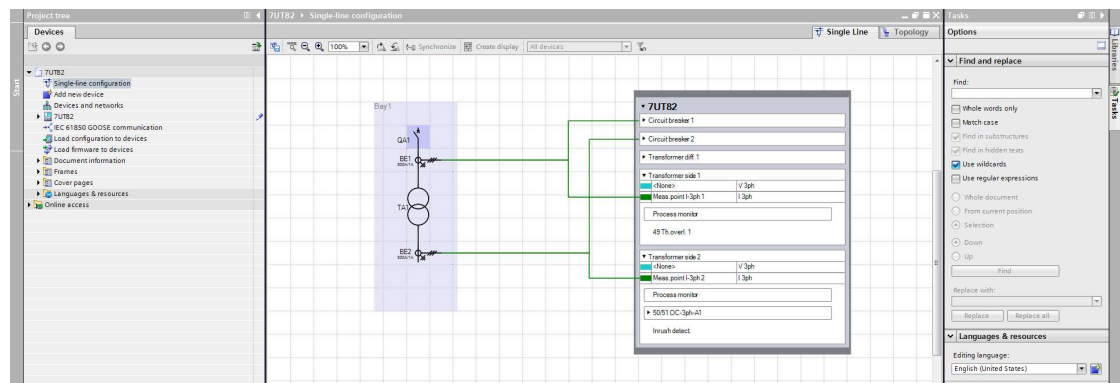 Project tree
Devices
Start
7UT82
Single-line configuration
Add new device
Devices and networks
7UT82
IEC 61850 GOOSE communication
Load configuration to devices
Load firmware to devices
Document information
Frames
Cover pages
Languages & resources
Online access
7UT82 ▸ Single-line configuration
Single Line
Topology
100%
Synchronize
Create display
All devices
Bay1
QA1
BE1
TA1
BE2
7UT82
Circuit breaker 1
Circuit breaker 2
Transformer diff. 1
Transformer side 1
<None> V 3ph
Meas.point I-3ph 1 I 3ph
Process monitor
49 Th.overl. 1
Transformer side 2
<None> V 3ph
Meas.point I-3ph 2 I 3ph
Process monitor
50/51 OC-3ph-A1
Inrush detect.
Tasks
Options
Find and replace
Find:
Whole words only
Match case
Find in substructures
Find in hidden texts
Use wildcards
Use regular expressions
Whole document
From current position
Selection
Down
Up
Find
Replace with:
Replace
Replace all
Languages & resources
Editing language:
English (United States)
Libraries
Tasks